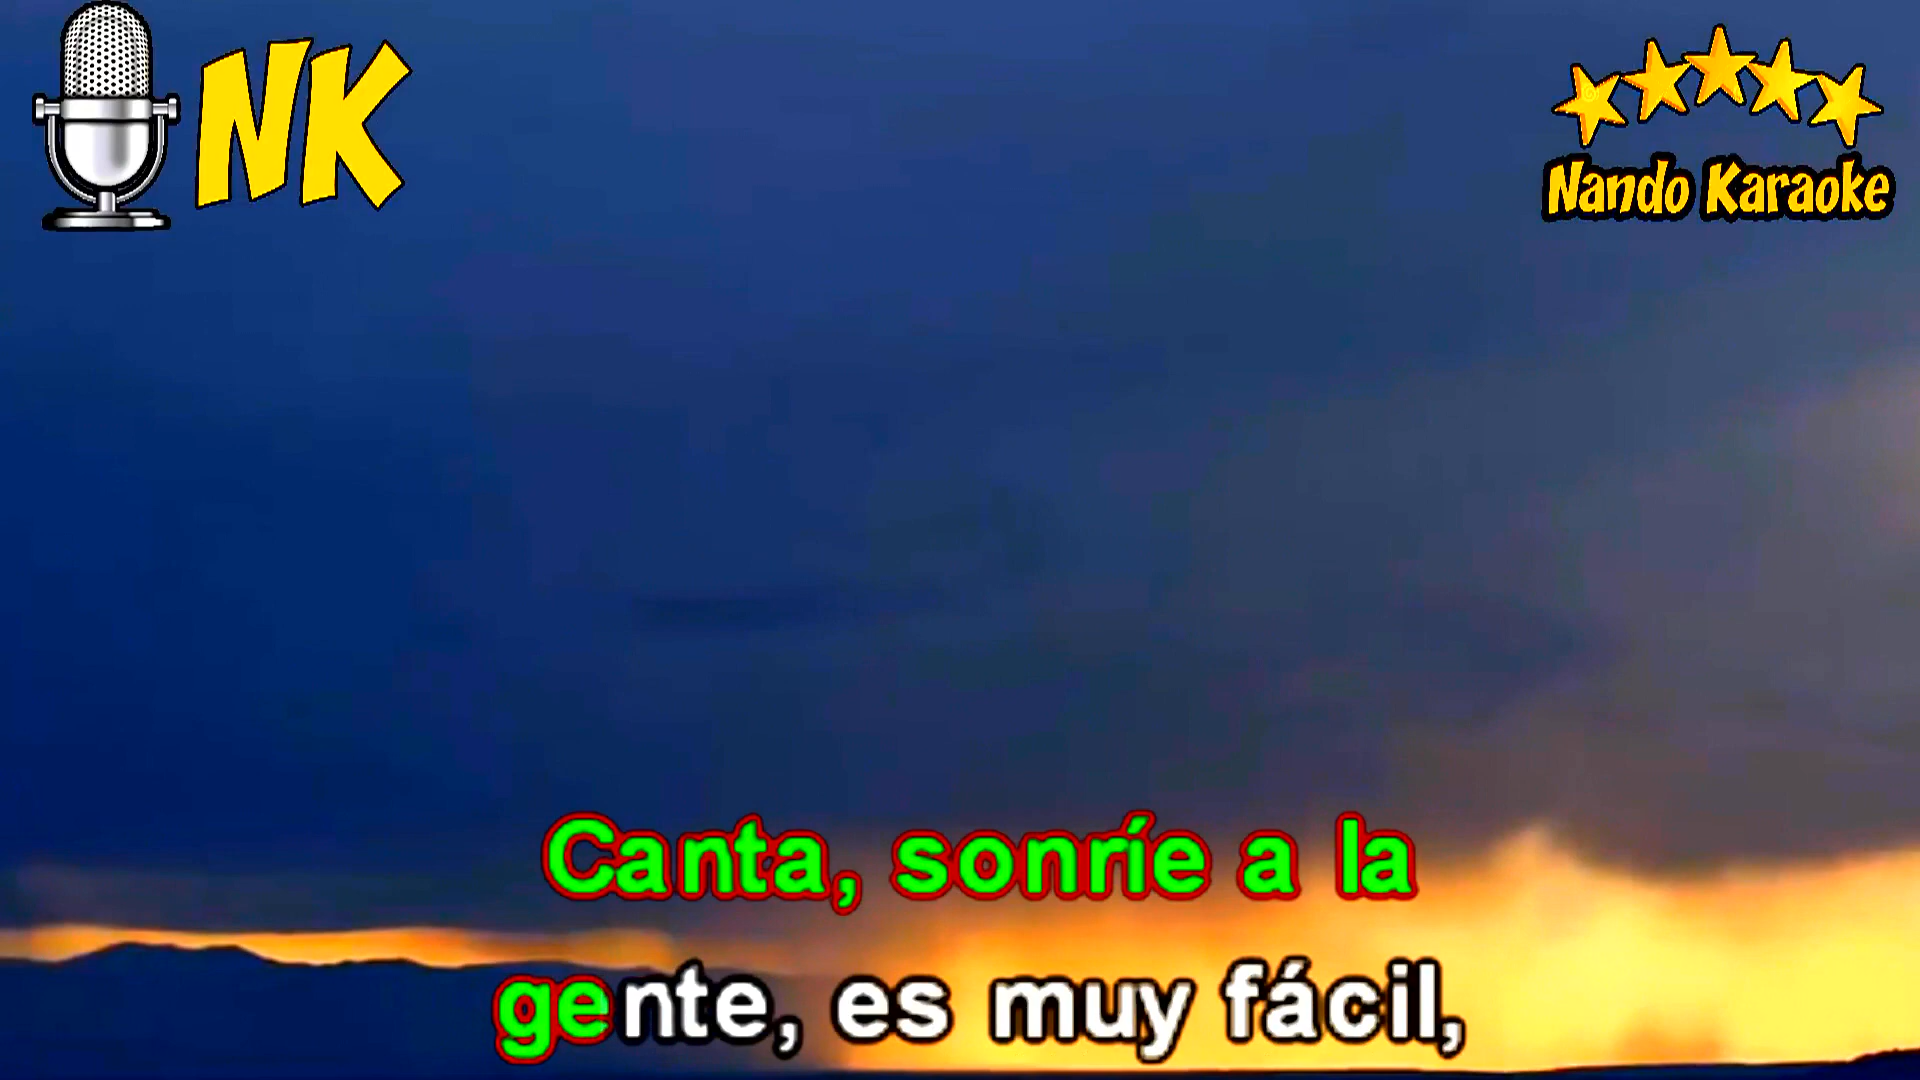 NK
Nando Karaoke
Canta, sonríe a la
gente, es muy fácil,